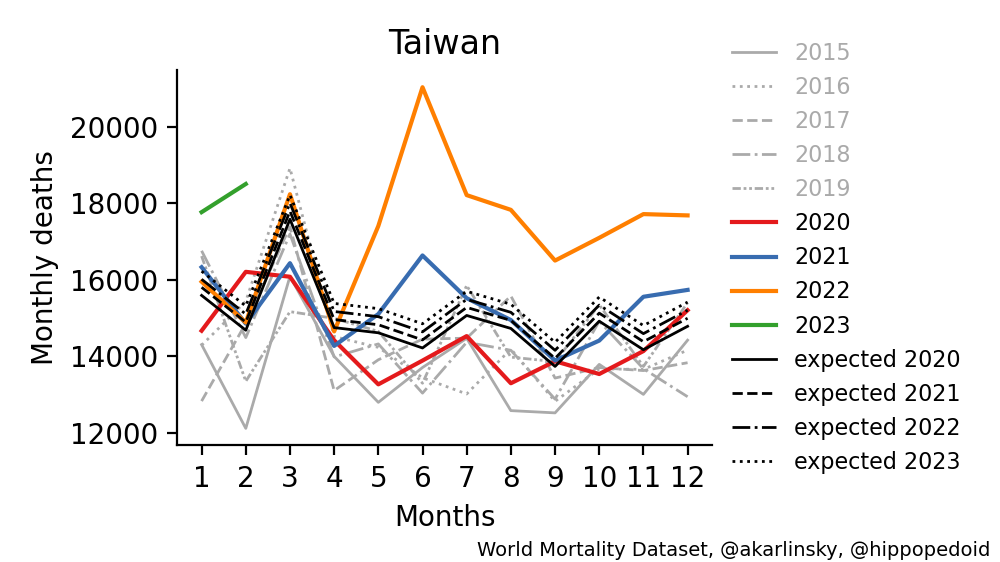 Taiwan
Monthly deaths
20000
18000
16000
14000
12000
1 2 3 4 5 6 7 8 9 10 11 12
Months
2015
2016
2017
2018
2019
2020
2021
2022
2023
expected 2020
expected 2021
expected 2022
expected 2023
World Mortality Dataset, @akarlinsky, @hippopedoid